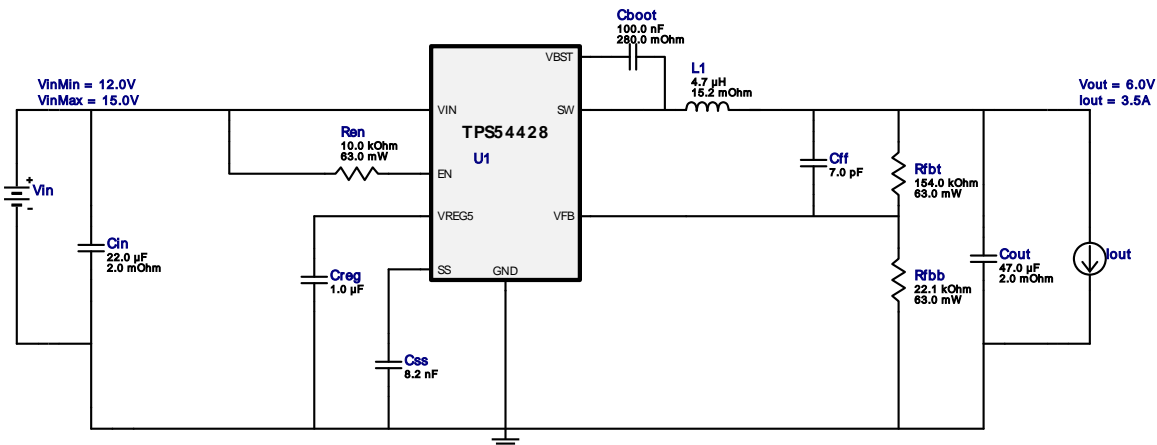 Cboot
100.0 nF
280.0 mOhm
VinMin = 12.0V
VinMax = 15.0V
VBST
L1
4.7 µH
15.2 mOhm
Vout = 6.0V
Iout = 3.5A
VIN
SW
TPS54428
U1
Ren
10.0 kOhm
63.0 mW
EN
Cff
7.0 pF
Rfbt
154.0 kOhm
63.0 mW
+
Vin
-
VREG5
VFB
Cin
22.0 µF
2.0 mOhm
Creg
1.0 µF
SS
GND
Rfbb
22.1 kOhm
63.0 mW
Cout
47.0 µF
2.0 mOhm
Iout
Css
8.2 nF